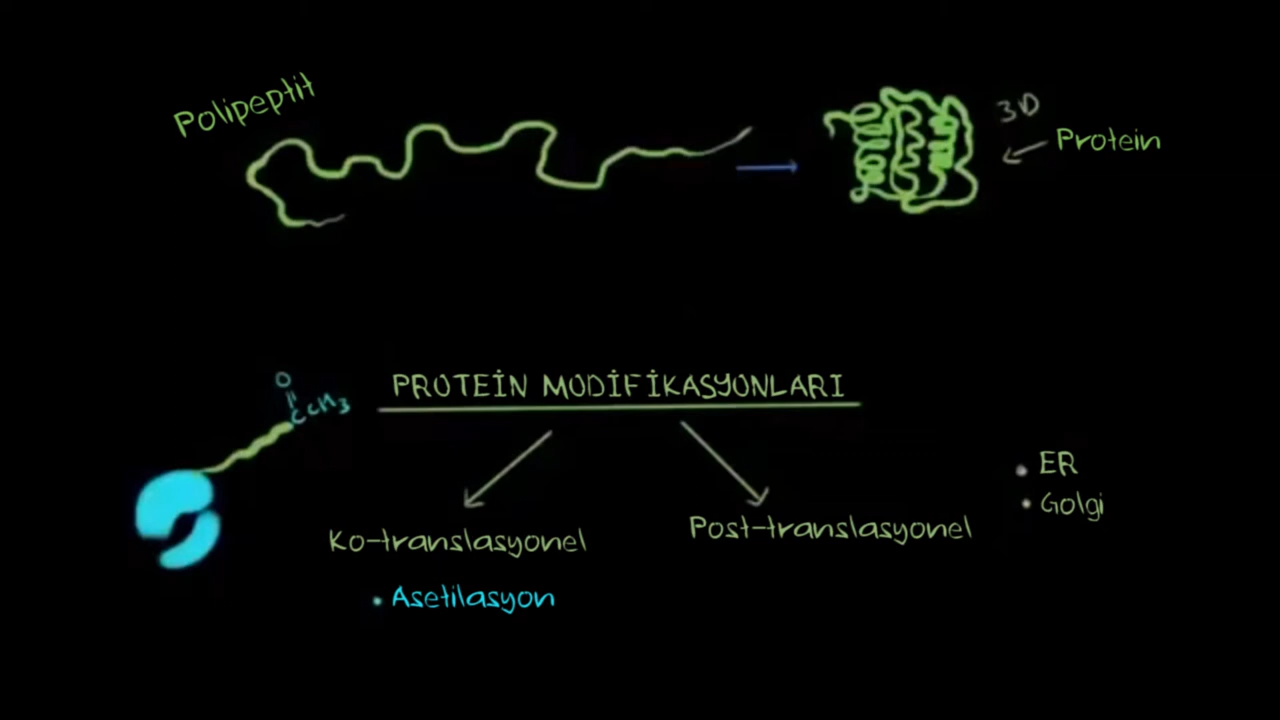 Polipeptit
3D
Protein
PROTEİN MODİFİKASYONLARI
O
C CH3
• ER
• Golgi
Ko-translasyonel
Post-translasyonel
• Asetilasyon